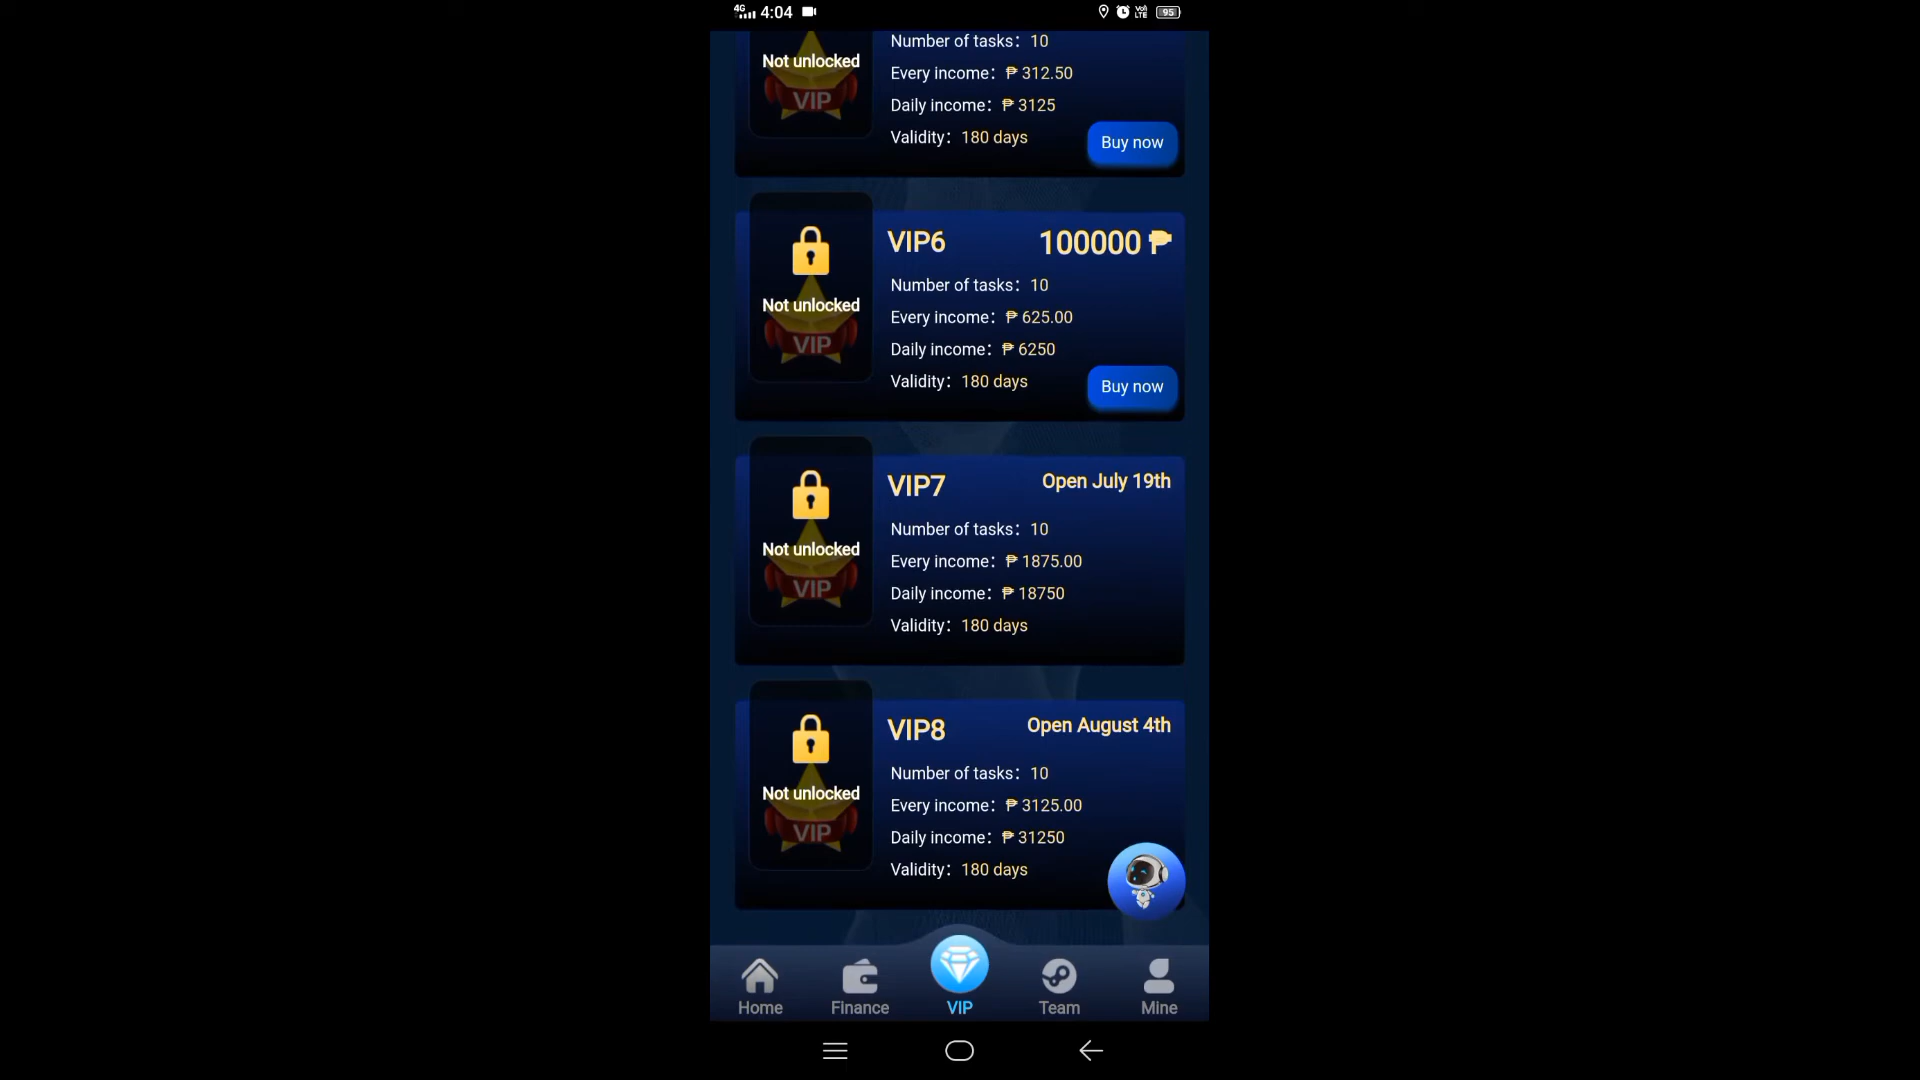 4G 4:04 VoI LTE 95
Number of tasks： 10
Not unlocked
Every income： ₱ 312.50
VIP
Daily income： ₱ 3125
Validity： 180 days
Buy now
VIP6
100000 ₱
Number of tasks： 10
Not unlocked
Every income： ₱ 625.00
VIP
Daily income： ₱ 6250
Validity： 180 days
Buy now
VIP7
Open July 19th
Number of tasks： 10
Not unlocked
Every income： ₱ 1875.00
VIP
Daily income： ₱ 18750
Validity： 180 days
VIP8
Open August 4th
Number of tasks： 10
Not unlocked
Every income： ₱ 3125.00
VIP
Daily income： ₱ 31250
Validity： 180 days
Home
Finance
VIP
Team
Mine